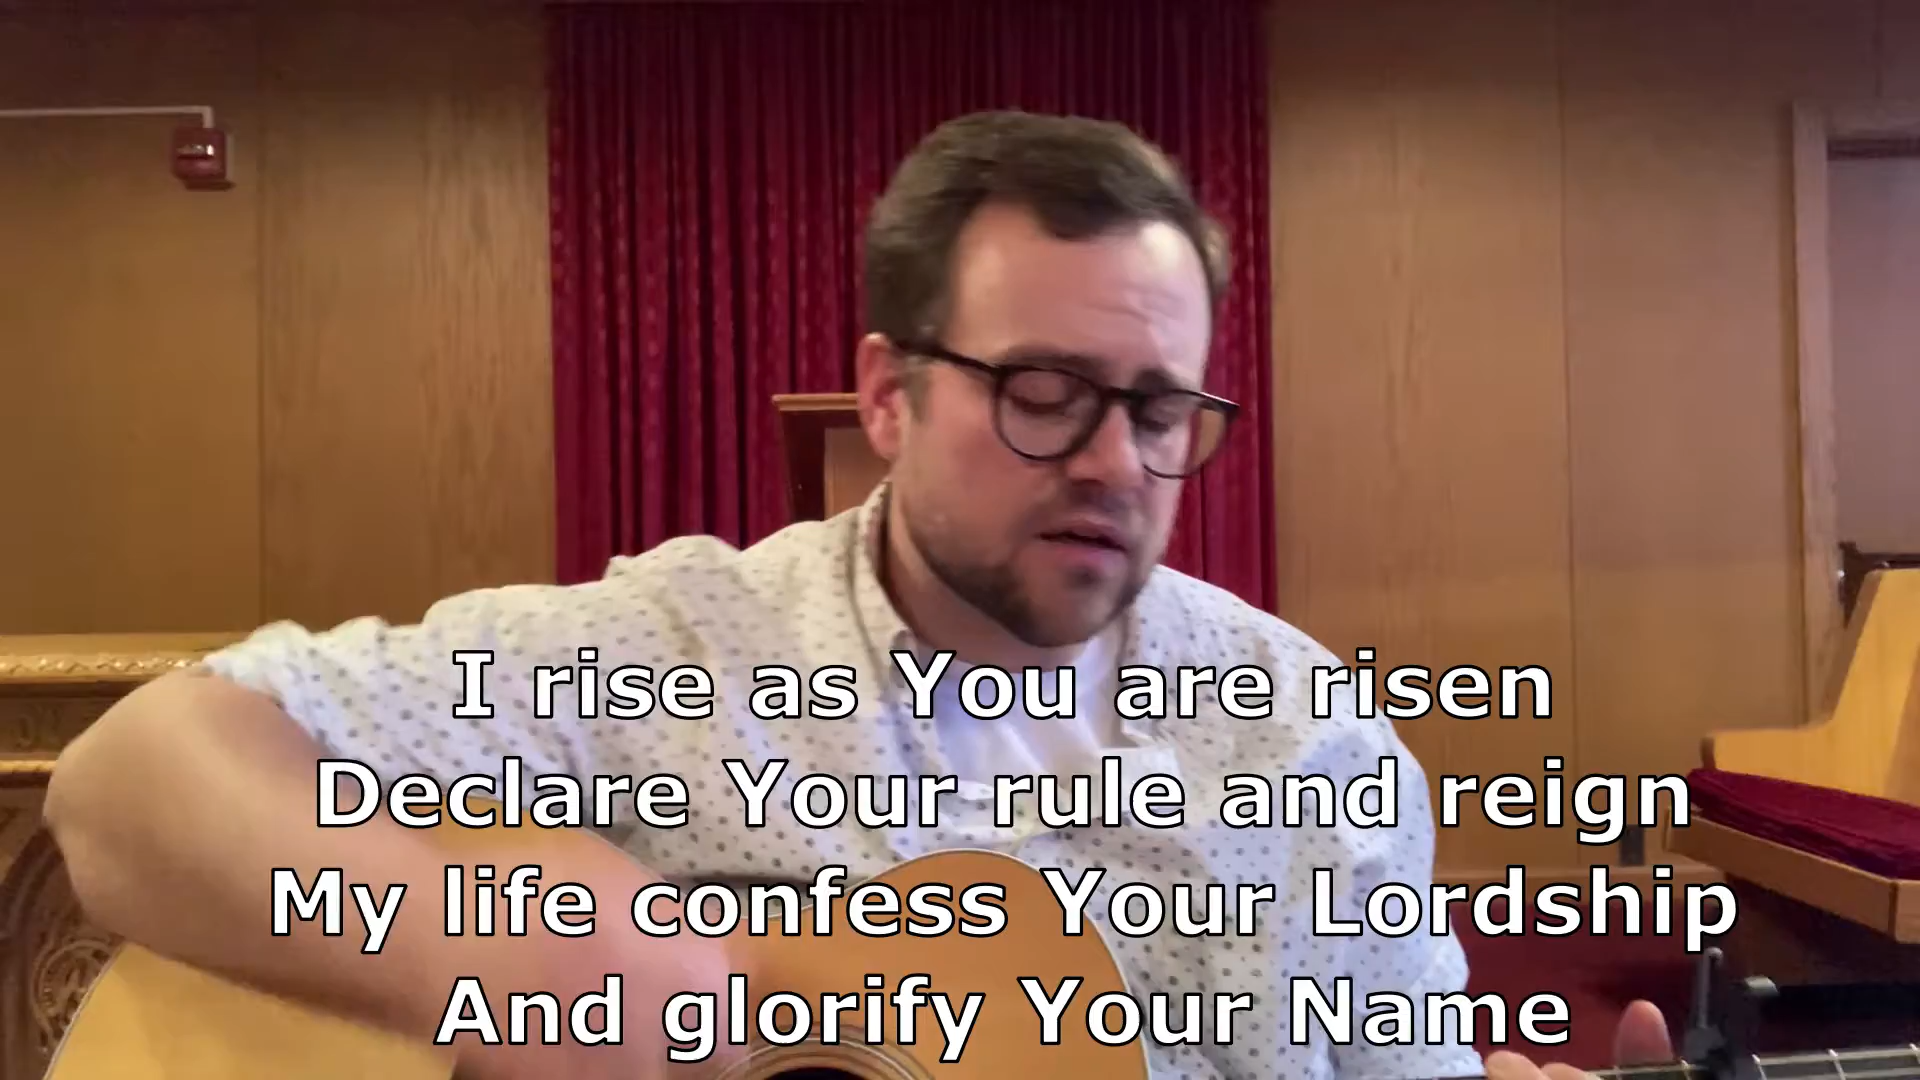 I rise as You are risen
Declare Your rule and reign
My life confess Your Lordship
And glorify Your Name